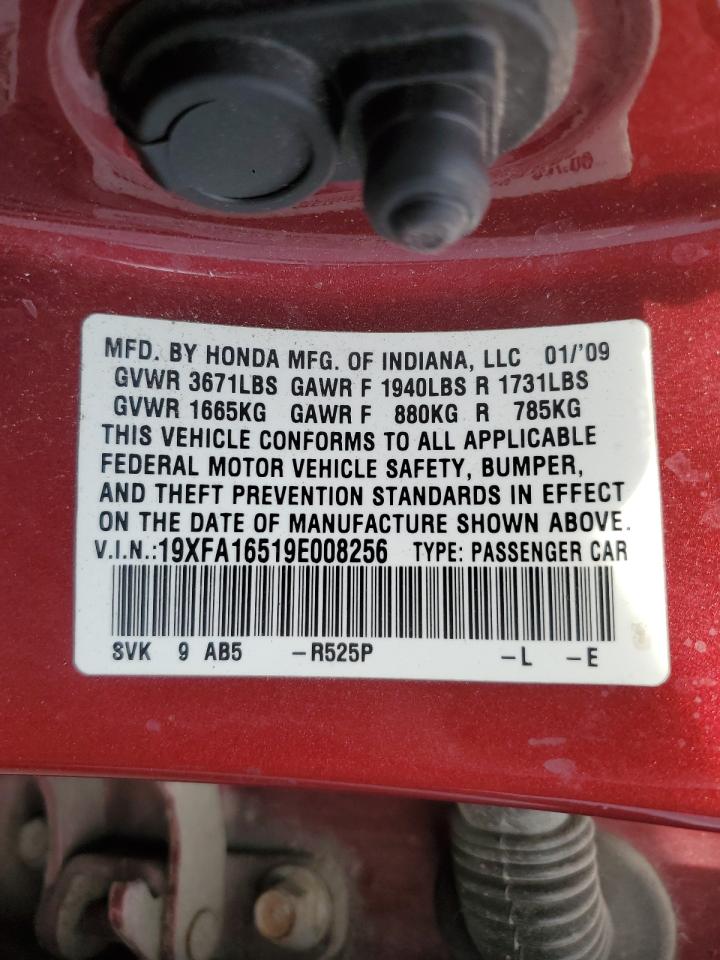 MFD. BY HONDA MFG. OF INDIANA, LLC 01/'09
GVWR 3671LBS GAWR F 1940LBS R 1731LBS
GVWR 1665KG GAWR F 880KG R 785KG
THIS VEHICLE CONFORMS TO ALL APPLICABLE
FEDERAL MOTOR VEHICLE SAFETY, BUMPER,
AND THEFT PREVENTION STANDARDS IN EFFECT
ON THE DATE OF MANUFACTURE SHOWN ABOVE.
V.I.N.:19XFA16519E008256 TYPE: PASSENGER CAR
SVK 9 AB5 -R525P -L -E